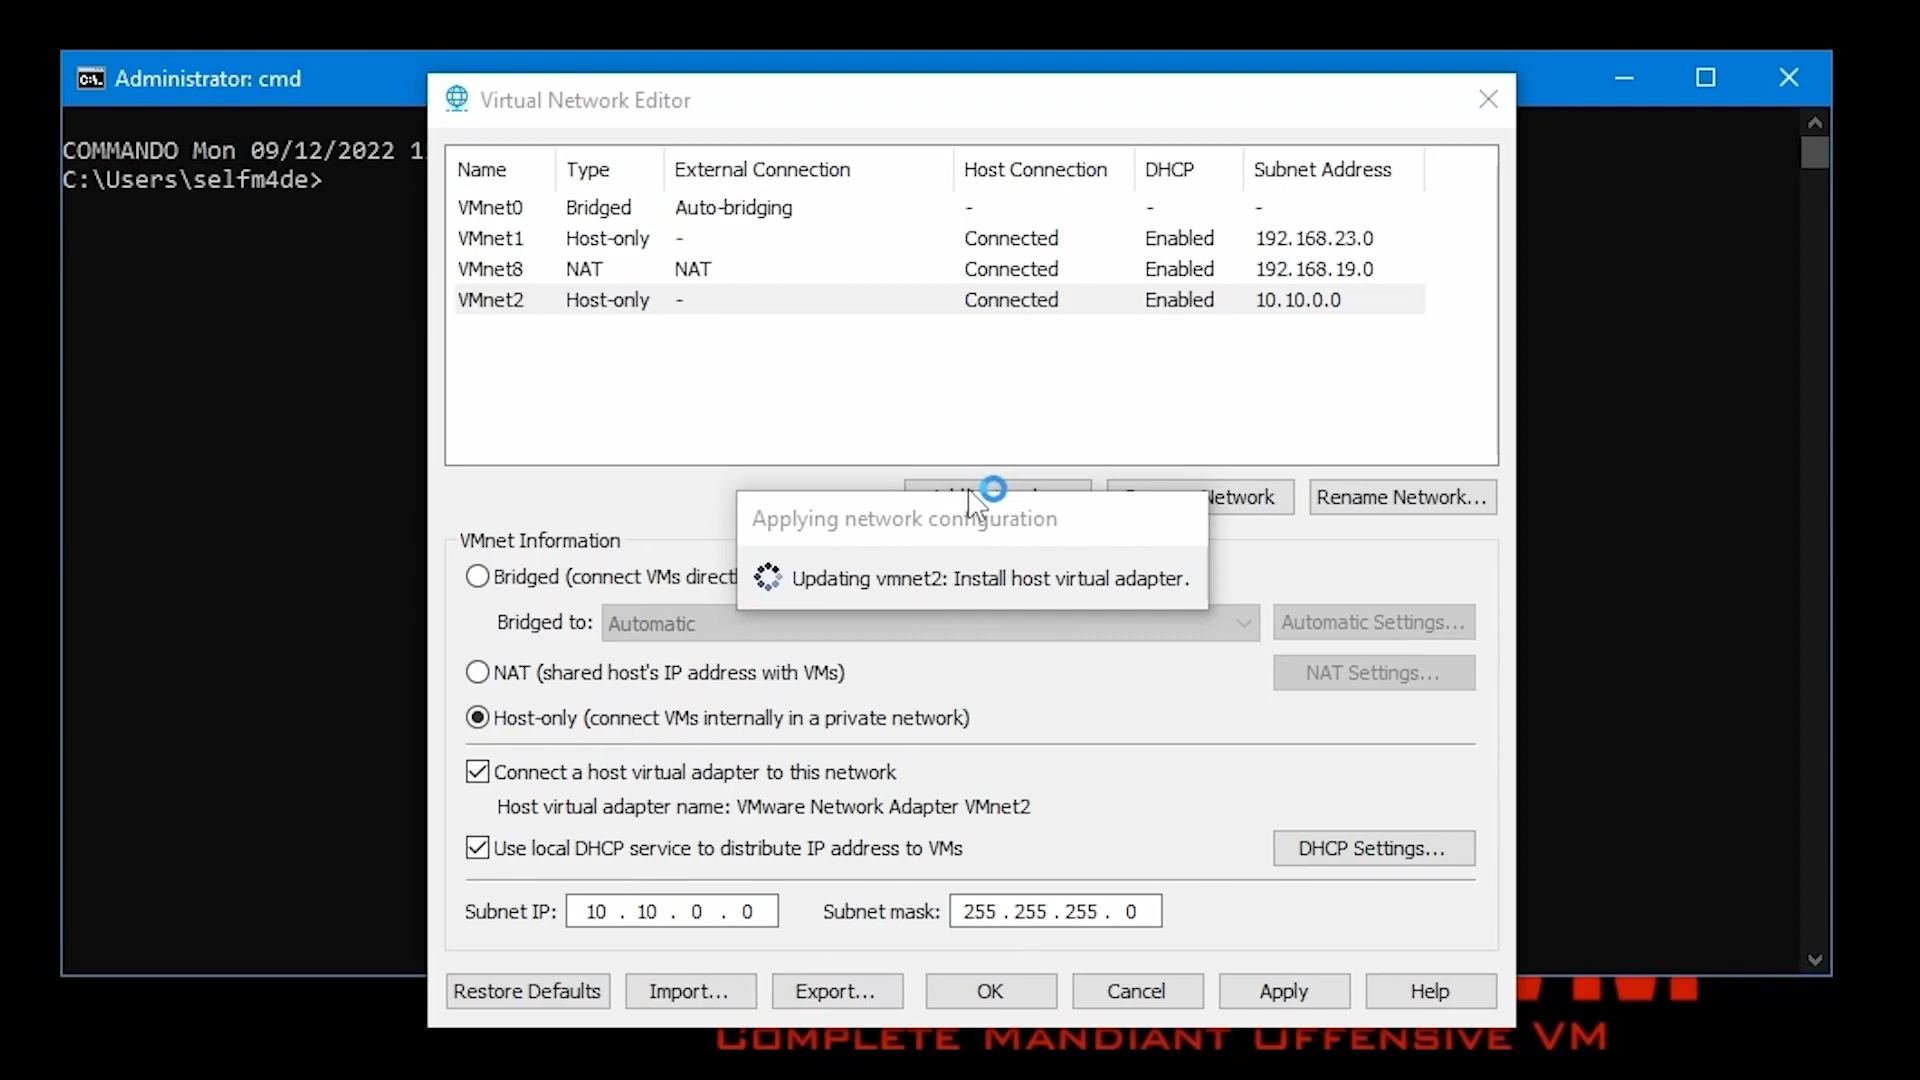 Administrator: cmd
COMMANDO Mon 09/12/2022 1
C:\Users\selfm4de>
Virtual Network Editor
Name Type External Connection Host Connection DHCP Subnet Address
VMnet0 Bridged Auto-bridging - - -
VMnet1 Host-only - Connected Enabled 192.168.23.0
VMnet8 NAT NAT Connected Enabled 192.168.19.0
VMnet2 Host-only - Connected Enabled 10.10.0.0
Network Rename Network...
Applying network configuration
Updating vmnet2: Install host virtual adapter.
VMnet Information
Bridged (connect VMs directl
Bridged to: Automatic Automatic Settings...
NAT (shared host's IP address with VMs) NAT Settings...
Host-only (connect VMs internally in a private network)
Connect a host virtual adapter to this network
Host virtual adapter name: VMware Network Adapter VMnet2
Use local DHCP service to distribute IP address to VMs DHCP Settings...
Subnet IP: 10 . 10 . 0 . 0 Subnet mask: 255 . 255 . 255 . 0
Restore Defaults Import... Export... OK Cancel Apply Help
COMPLETE MANDIANT OFFENSIVE VM